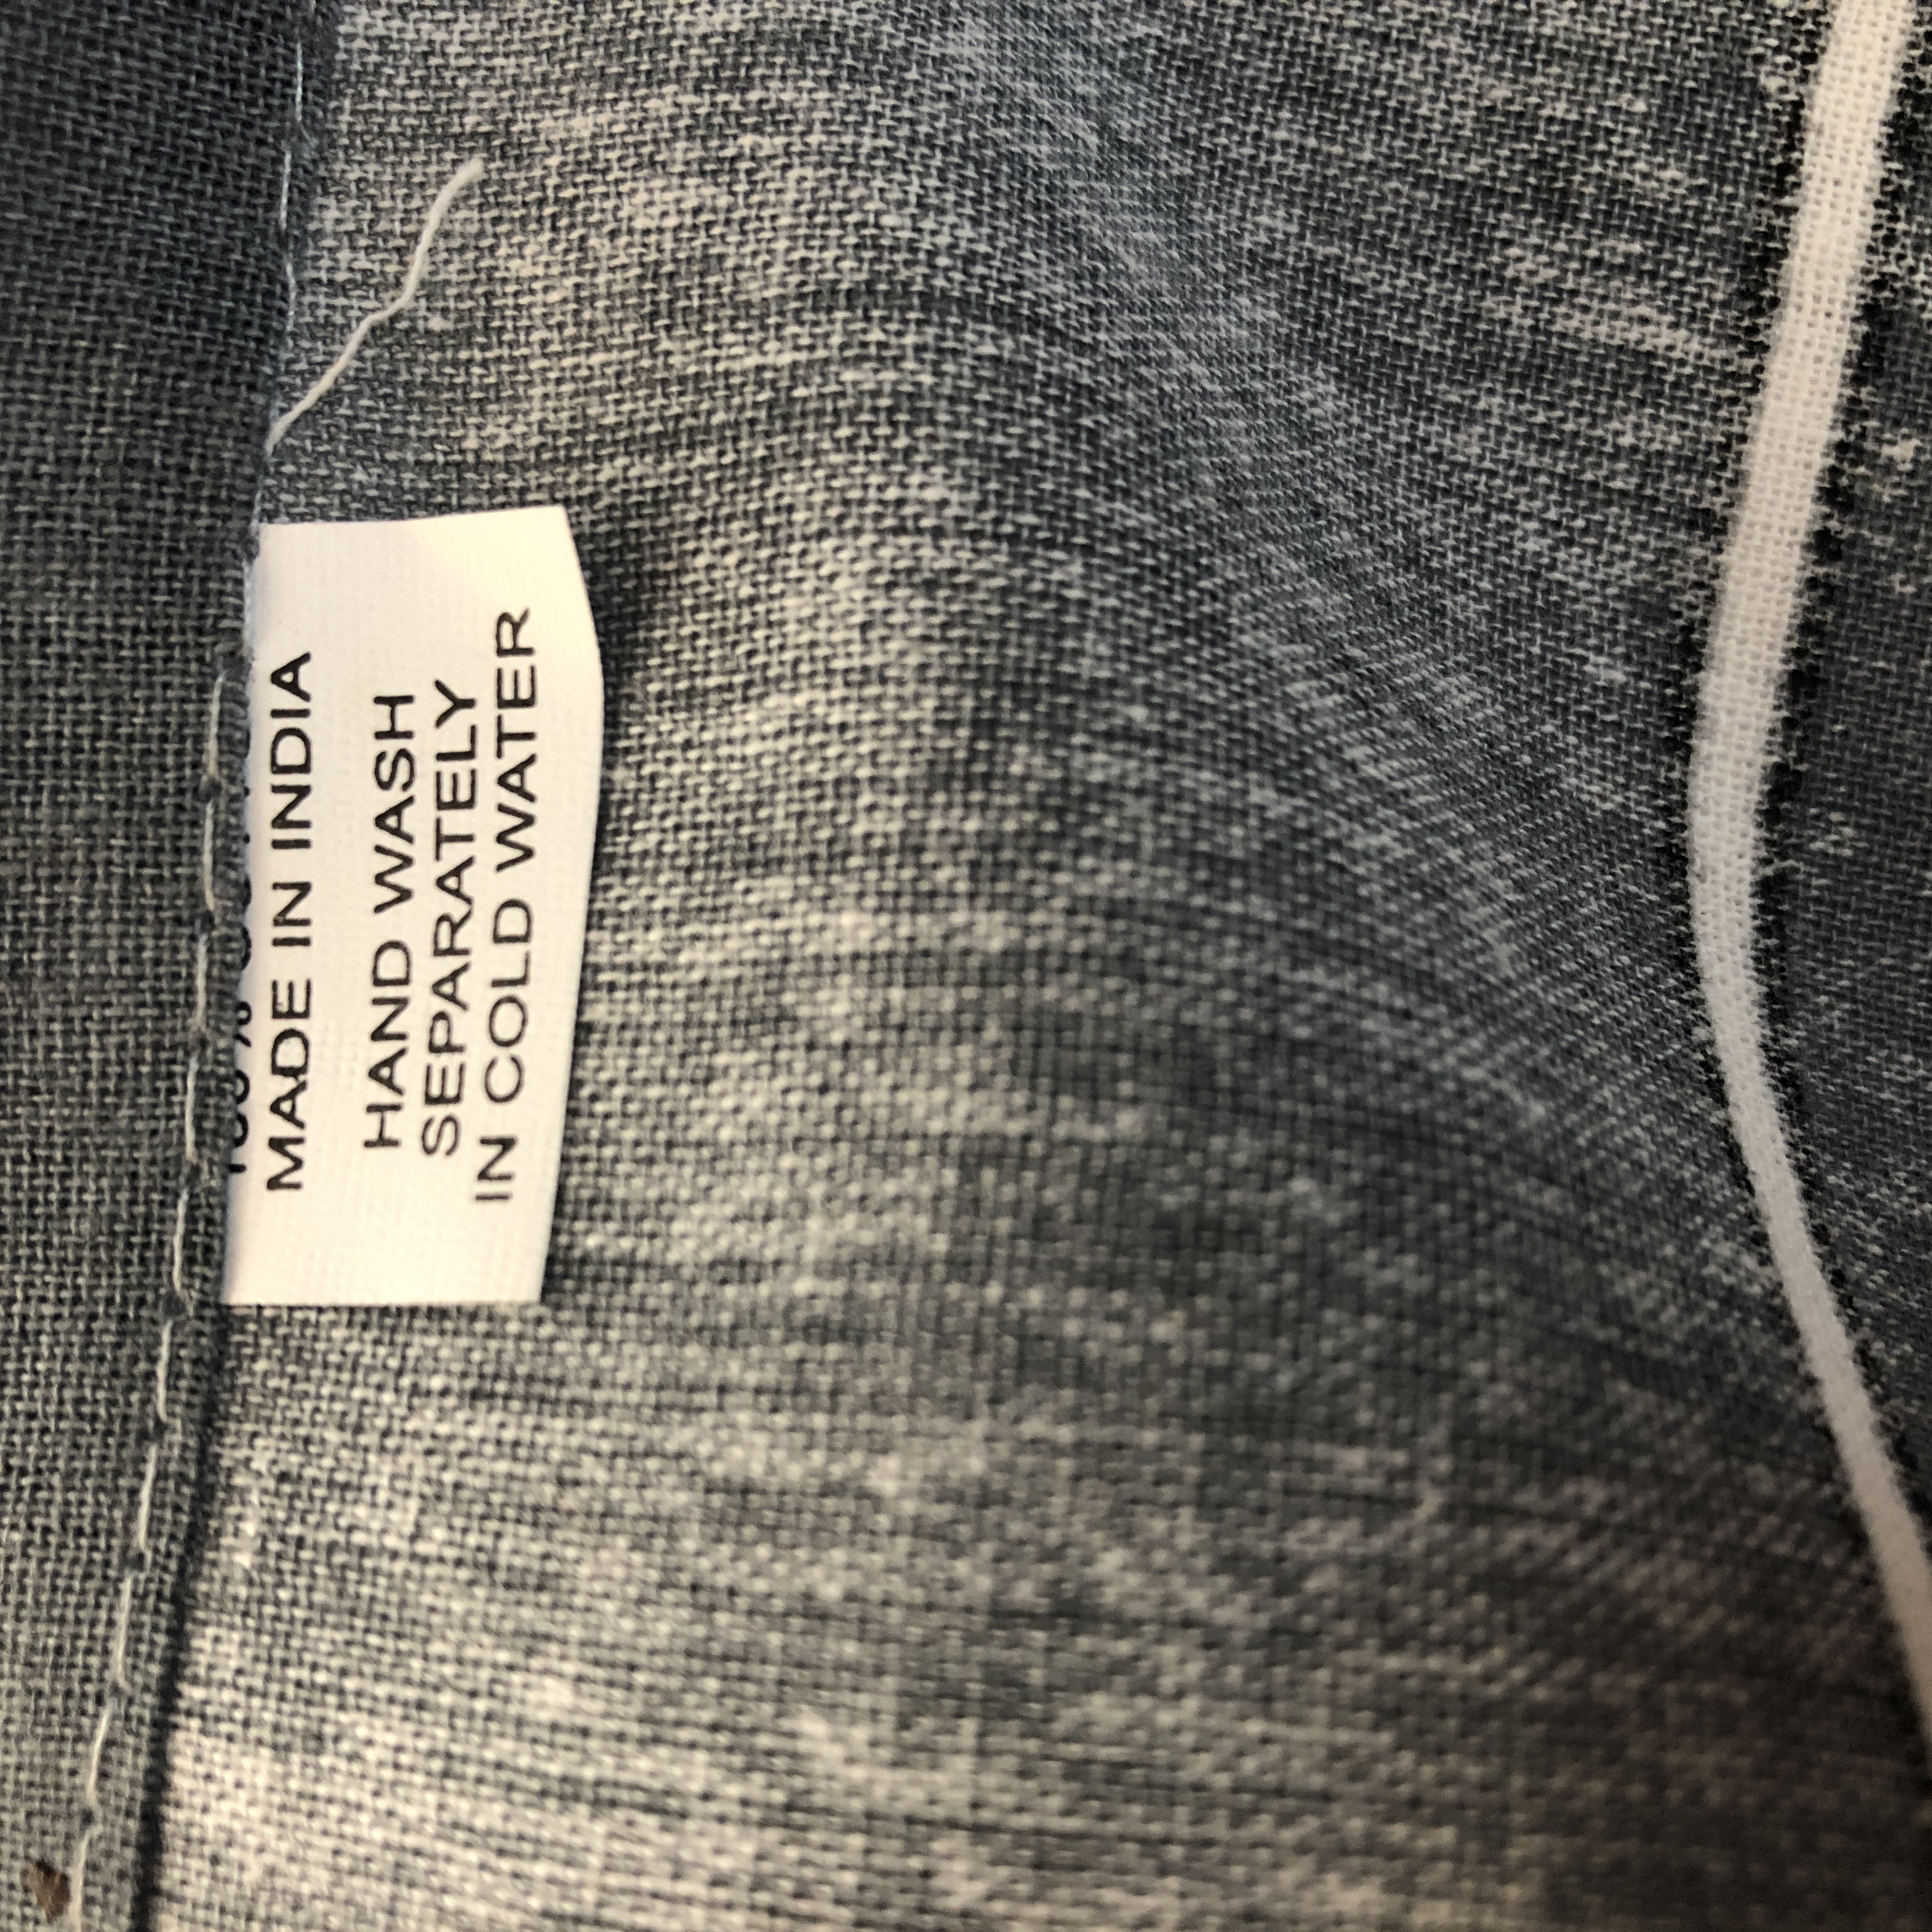 MADE IN INDIA
HAND WASH
SEPARATELY
IN COLD WATER